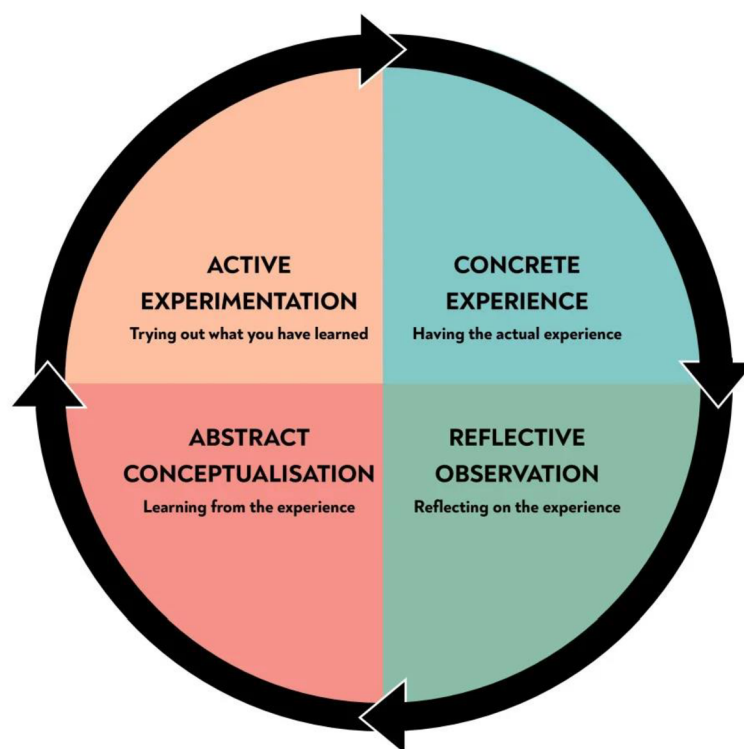 ACTIVE
EXPERIMENTATION
Trying out what you have learned
CONCRETE
EXPERIENCE
Having the actual experience
ABSTRACT
CONCEPTUALISATION
Learning from the experience
REFLECTIVE
OBSERVATION
Reflecting on the experience